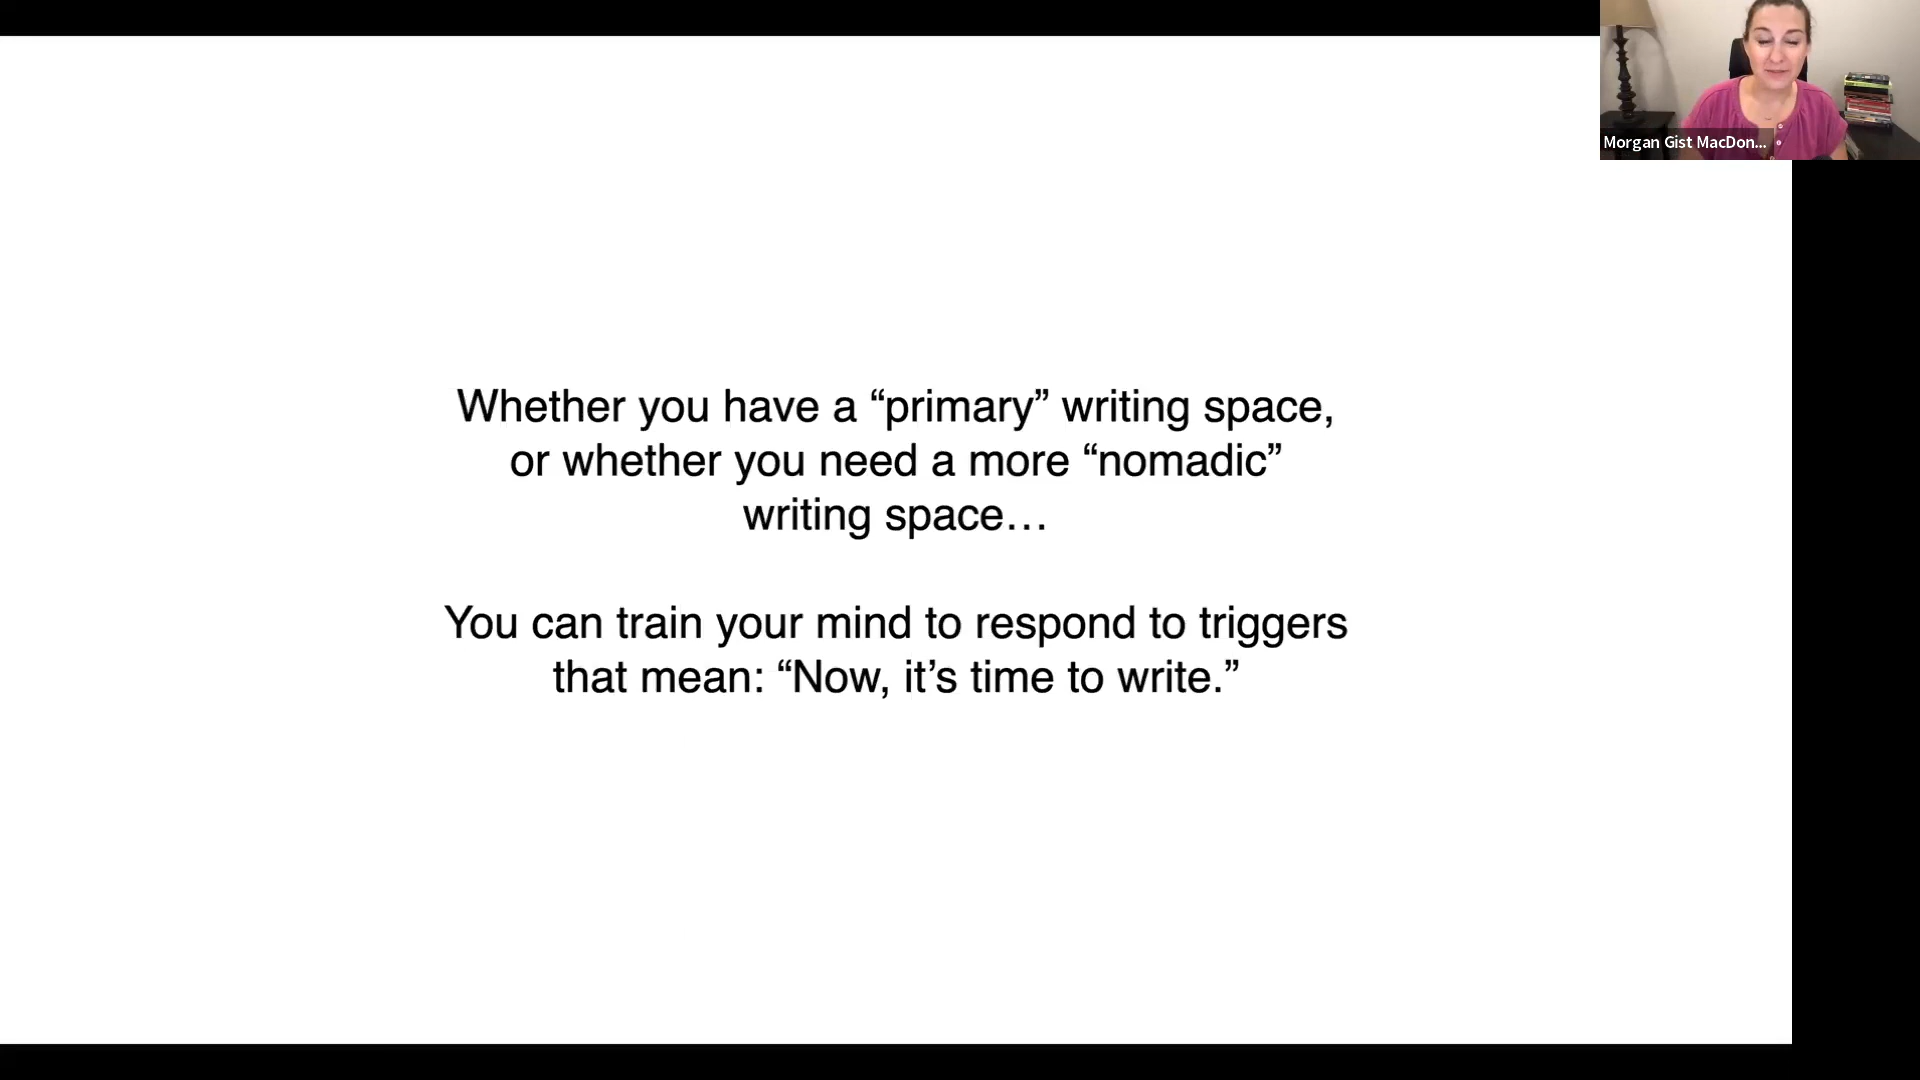 Morgan Gist MacDon...
Whether you have a “primary” writing space,
or whether you need a more “nomadic”
writing space…
You can train your mind to respond to triggers
that mean: “Now, it’s time to write.”